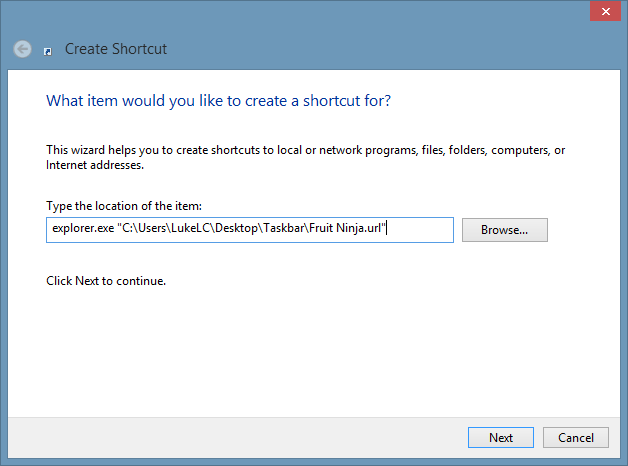 Create Shortcut
What item would you like to create a shortcut for?
This wizard helps you to create shortcuts to local or network programs, files, folders, computers, or
Internet addresses.
Type the location of the item:
explorer.exe "C:\Users\LukeLC\Desktop\Taskbar\Fruit Ninja.url"
Browse...
Click Next to continue.
Next
Cancel